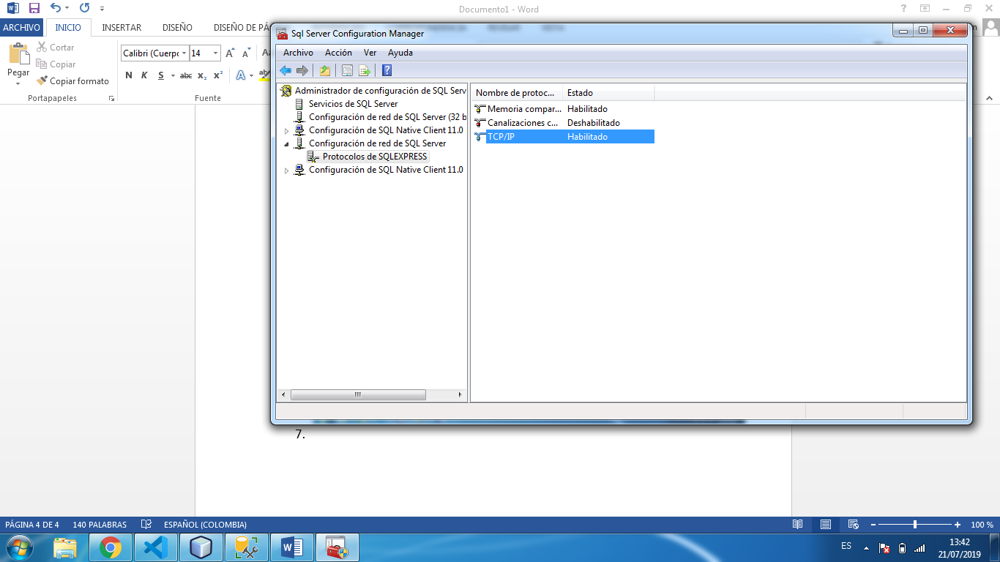 Documento1 - Word
ARCHIVO INICIO INSERTAR DISEÑO DISEÑO DE PÁ
Cortar
Copiar
Copiar formato
Pegar
Portapapeles
Calibri (Cuerpo 14
N K S abc x₂ x²
Fuente
Sql Server Configuration Manager
Archivo Acción Ver Ayuda
Administrador de configuración de SQL Serv
Servicios de SQL Server
Configuración de red de SQL Server (32 b
Configuración de SQL Native Client 11.0
Configuración de red de SQL Server
Protocolos de SQLEXPRESS
Configuración de SQL Native Client 11.0
Nombre de protoc... Estado
Memoria compar... Habilitado
Canalizaciones c... Deshabilitado
TCP/IP Habilitado
7.
PÁGINA 4 DE 4 140 PALABRAS ESPAÑOL (COLOMBIA) 100 %
ES
13:42
21/07/2019